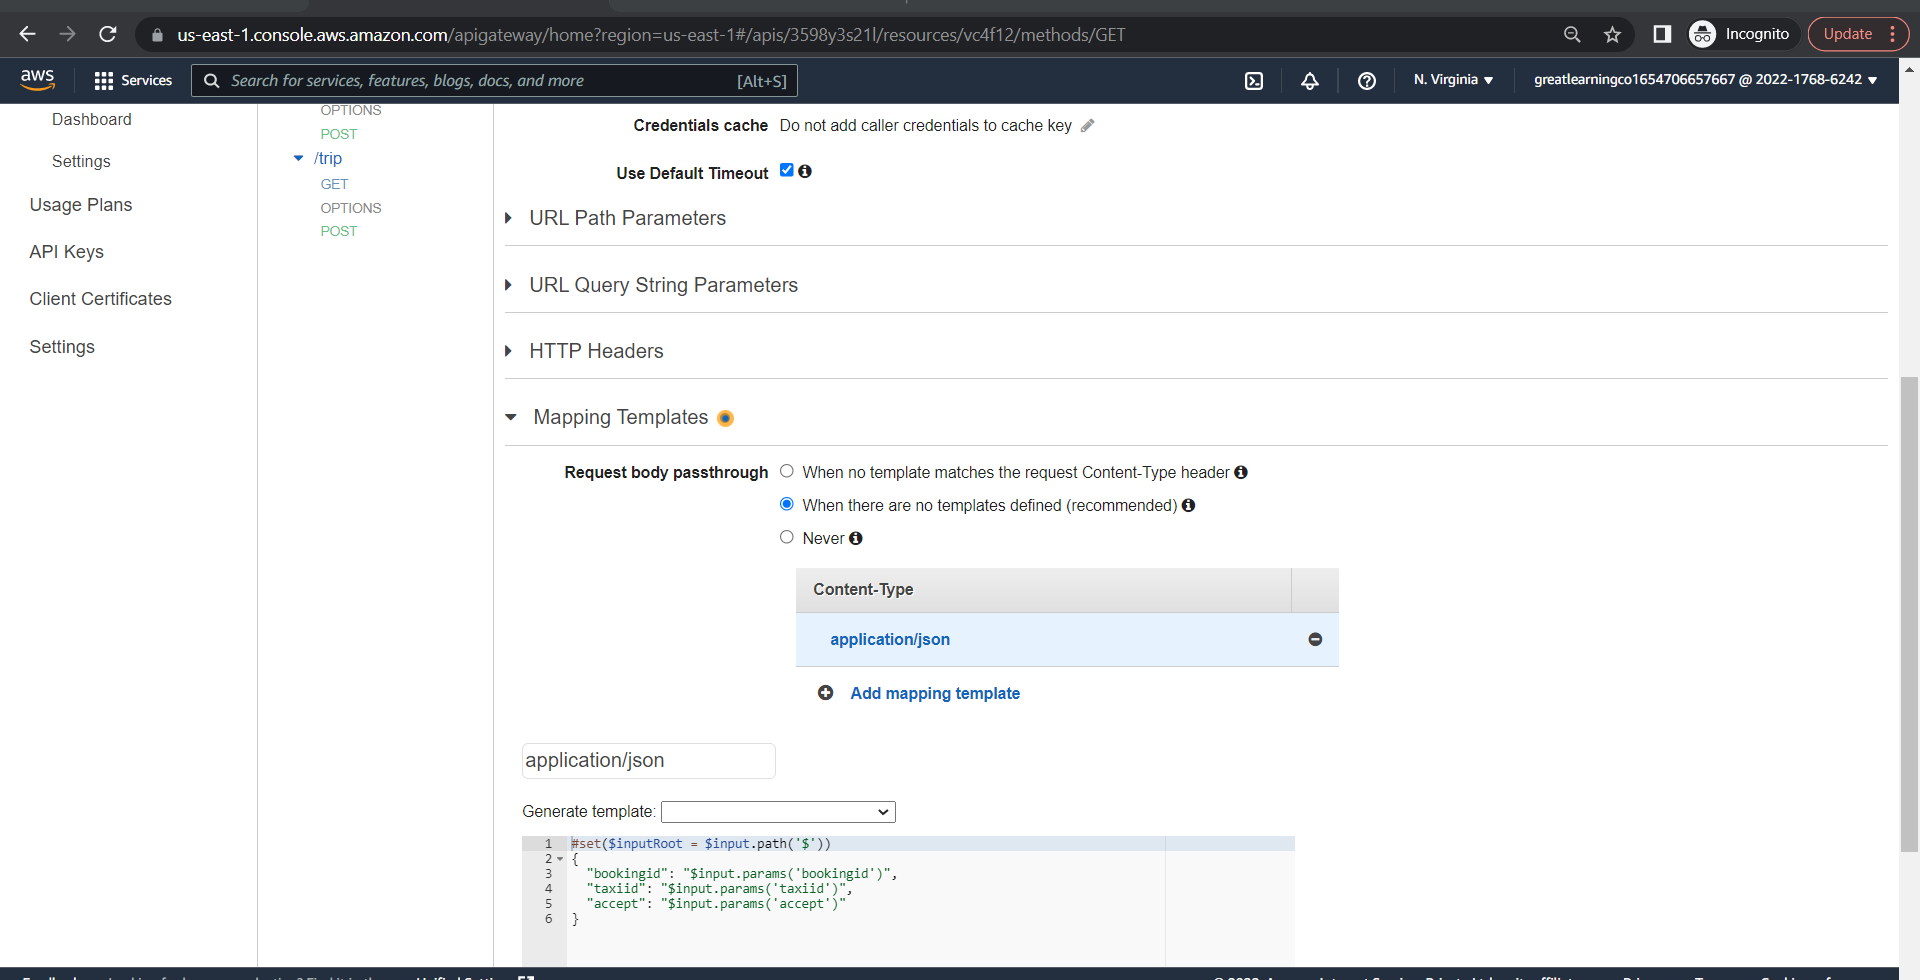 us-east-1.console.aws.amazon.com/apigateway/home?region=us-east-1#/apis/3598y3s21l/resources/vc4f12/methods/GET
Incognito
Update
aws
Services
Search for services, features, blogs, docs, and more
[Alt+S]
N. Virginia
greatlearningco1654706657667 @ 2022-1768-6242
Dashboard
Settings
Usage Plans
API Keys
Client Certificates
Settings
OPTIONS
POST
/trip
GET
OPTIONS
POST
Credentials cache Do not add caller credentials to cache key
Use Default Timeout
URL Path Parameters
URL Query String Parameters
HTTP Headers
Mapping Templates
Request body passthrough When no template matches the request Content-Type header
When there are no templates defined (recommended)
Never
Content-Type
application/json
Add mapping template
application/json
Generate template:
1 #set($inputRoot = $input.path('$'))
2 {
3 "bookingid": "$input.params('bookingid')",
4 "taxiid": "$input.params('taxiid')",
5 "accept": "$input.params('accept')"
6 }